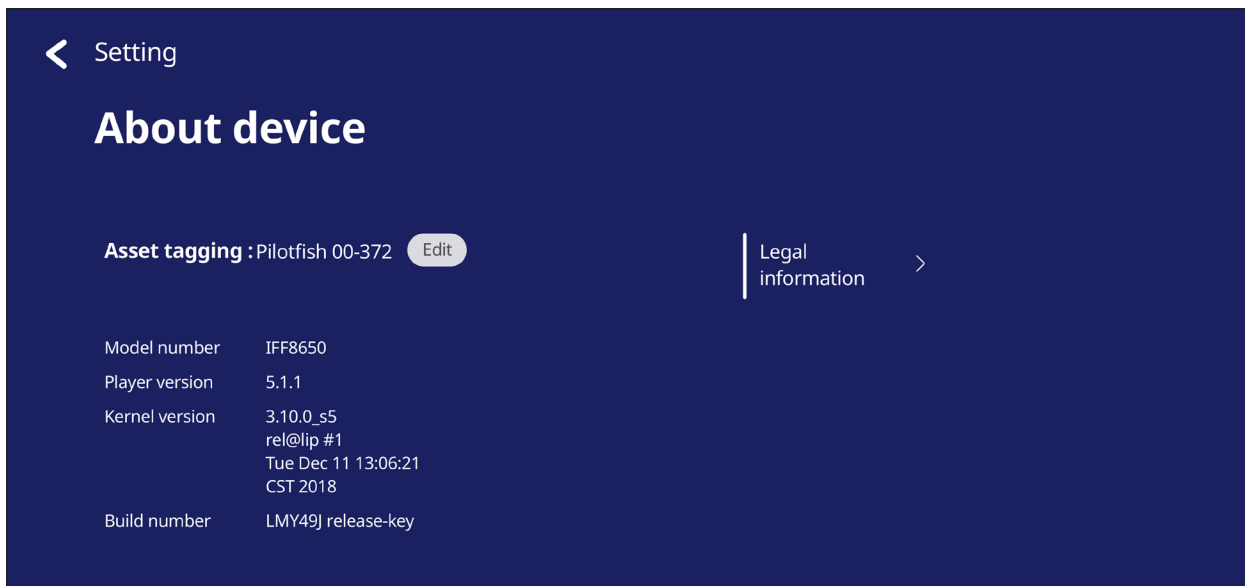 Setting
About device
Asset tagging : Pilotfish 00-372 Edit
Legal
information
Model number IFF8650
Player version 5.1.1
Kernel version 3.10.0_s5
rel@lip #1
Tue Dec 11 13:06:21
CST 2018
Build number LMY49J release-key